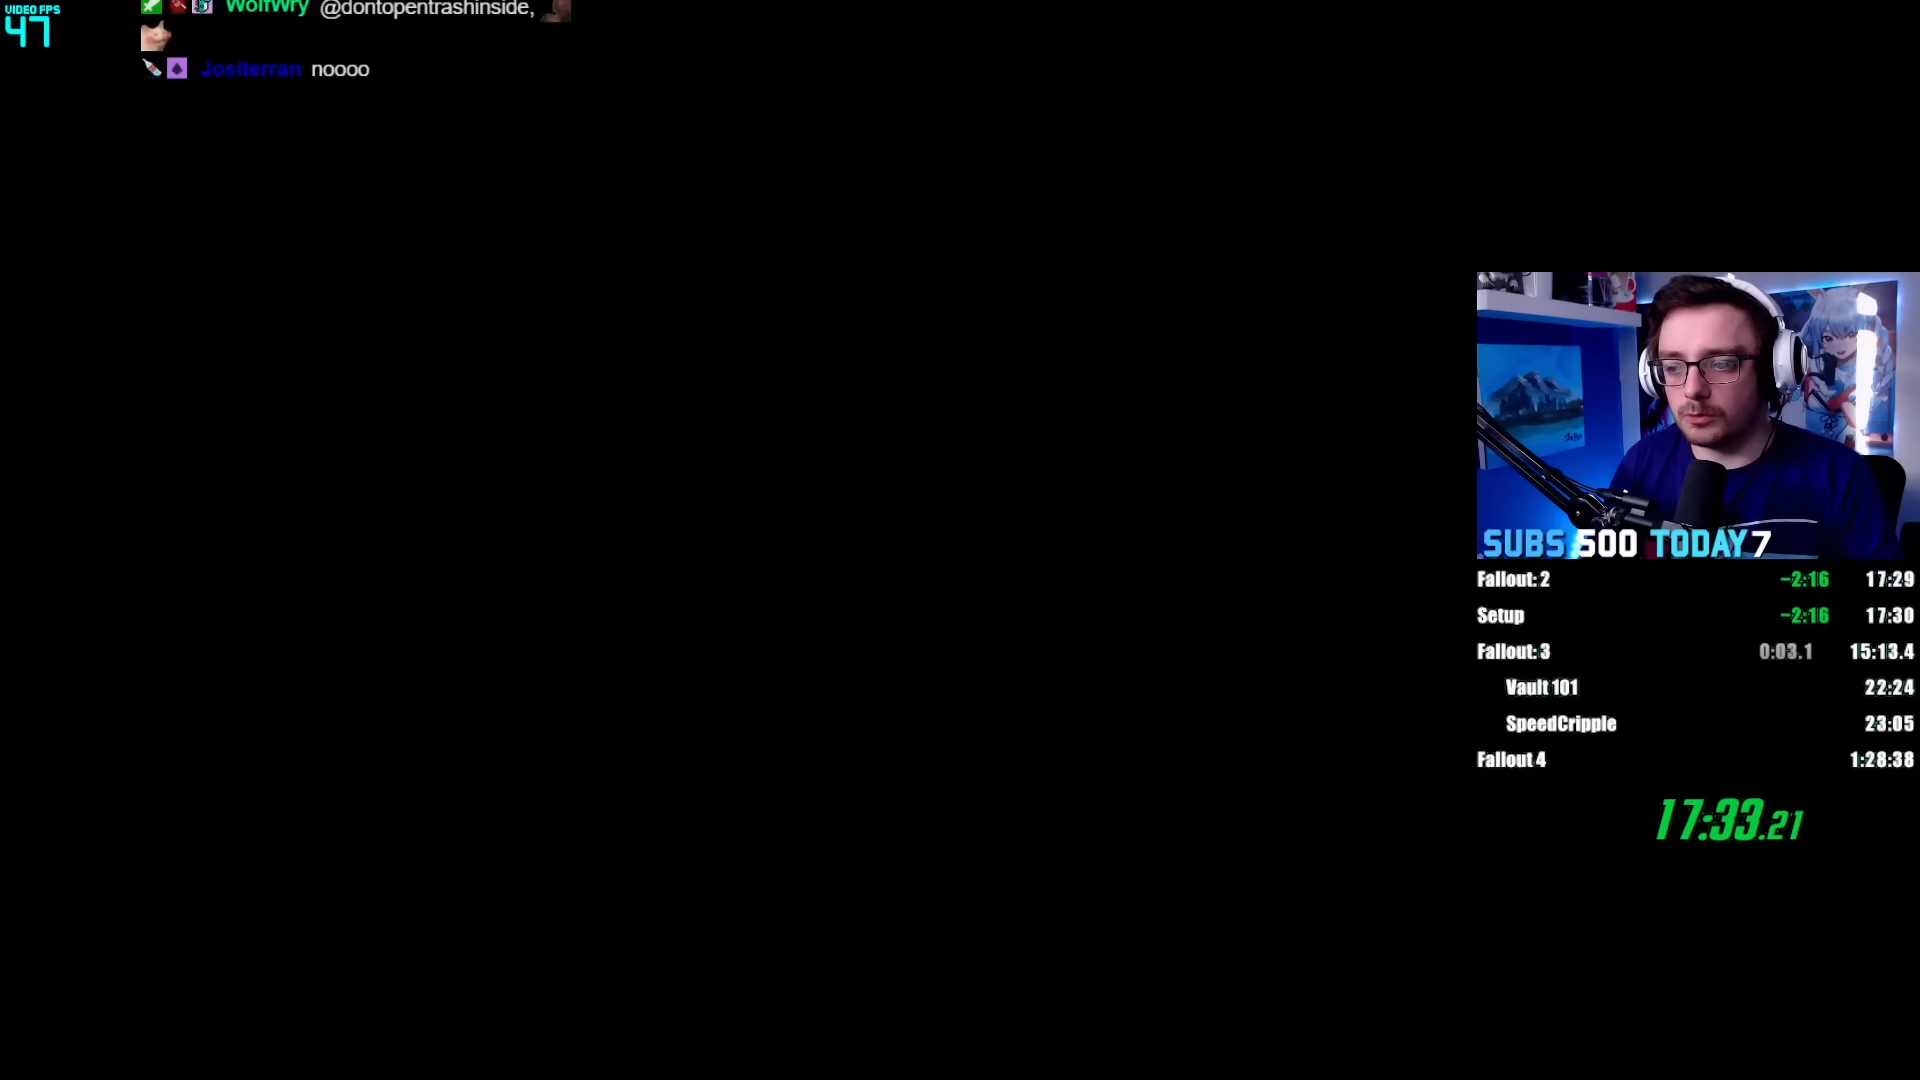 VIDEO FPS
47
WolfWry @dontopentrashinside,
Jositerran noooo
SUBS 500 TODAY 7
Fallout: 2 −2:16 17:29
Setup −2:16 17:30
Fallout: 3 0:03.1 15:13.4
Vault 101 22:24
SpeedCripple 23:05
Fallout 4 1:28:38
17:33.21